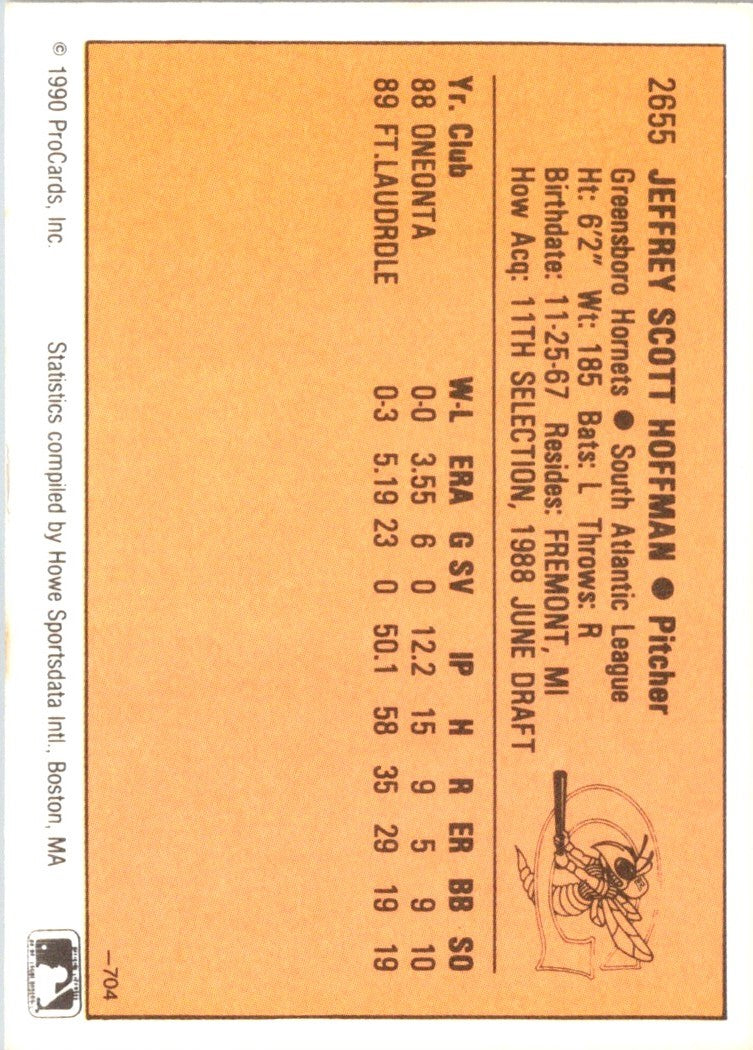 2655 JEFFREY SCOTT HOFFMAN ● Pitcher
Greensboro Hornets ● South Atlantic League
Ht: 6'2" Wt: 185 Bats: L Throws: R
Birthdate: 11-25-67 Resides: FREMONT, MI
How Acq: 11TH SELECTION, 1988 JUNE DRAFT
Yr. Club W-L ERA G SV IP H R ER BB SO
88 ONEONTA 0-0 3.55 6 0 12.2 15 9 5 9 10
89 FT.LAUDRDLE 0-3 5.19 23 0 50.1 58 35 29 19 19
—704
© 1990 ProCards, Inc. Statistics compiled by Howe Sportsdata Intl., Boston, MA